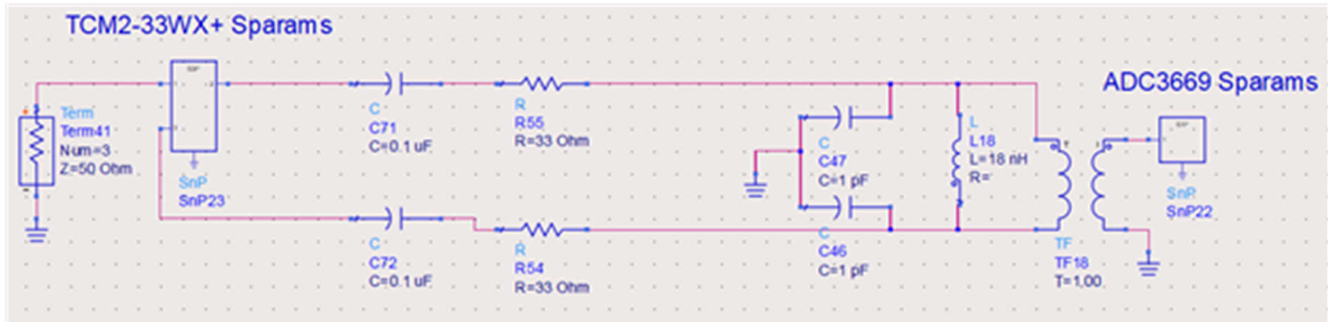 TCM2-33WX+ Sparams
ADC3669 Sparams
Term
Term41
Num=3
Z=50 Ohm
SnP
SnP23
C
C71
C=0.1 uF
R
R55
R=33 Ohm
C
C72
C=0.1 uF
R
R54
R=33 Ohm
C
C47
C=1 pF
C
C46
C=1 pF
L
L18
L=18 nH
R=
TF
TF18
T=1.00
SnP
SnP22